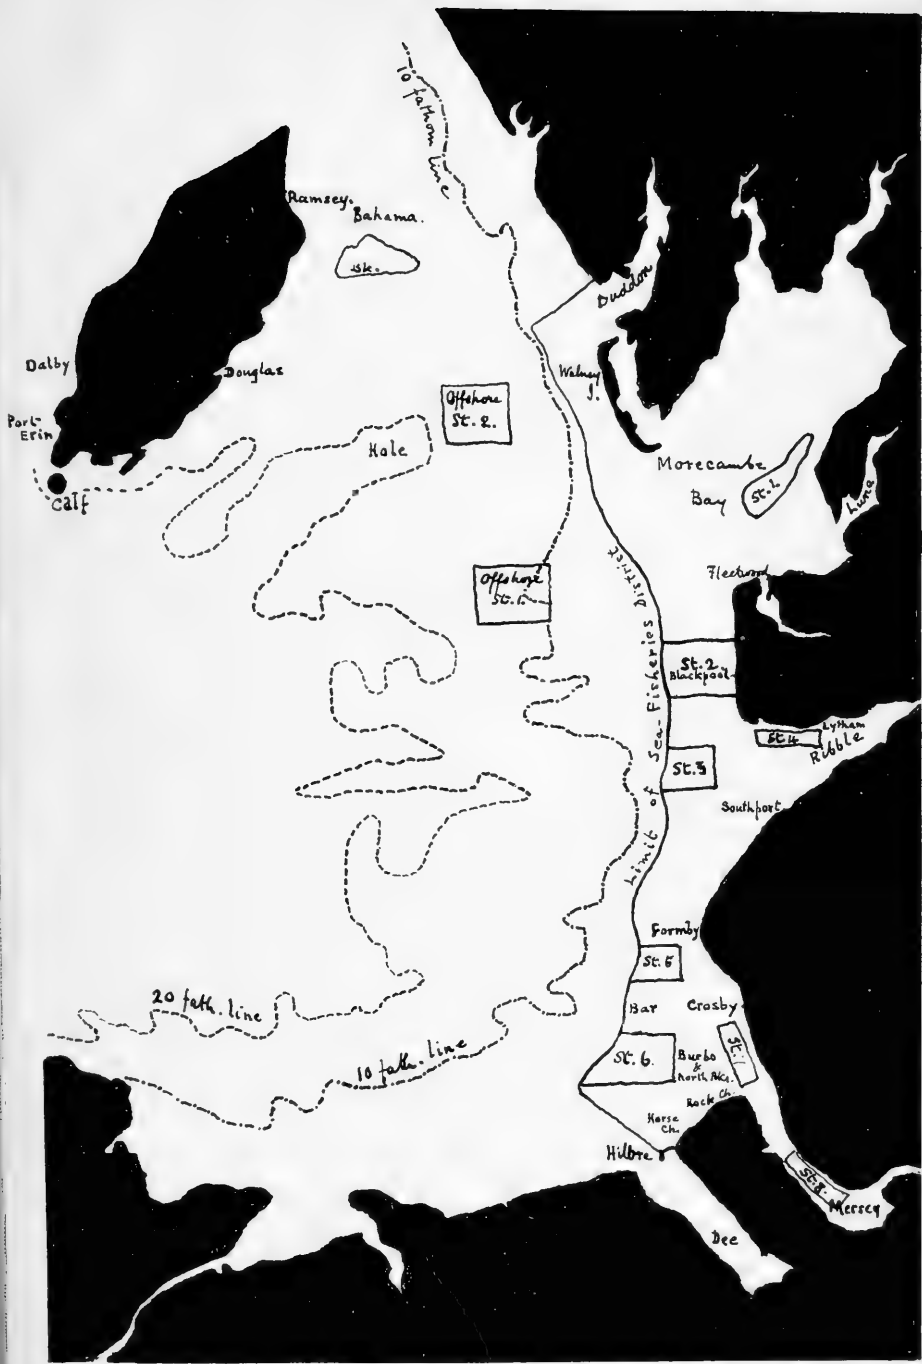 10 fathom line
Ramsey.
Bahama.
Bk.
Duddon
Dalby
Douglas
Walney
I.
Offshore
St. 2.
Port
Erin
Hole
Calf
Morecambe
Bay
St. 1.
Lune
Offshore
St. 1.
Fleetwood
Limit of Sea-Fisheries District
St. 2
Blackpool
St. 4
Lytham
Ribble
St. 3
Southport
Formby
St. 5
20 fath. line
Bar
Crosby
10 fath. line
St. 6.
Burbo
&
North Bks.
Rock Ch.
Horse
Ch.
Hilbre
St. 8.
Mersey
Dee